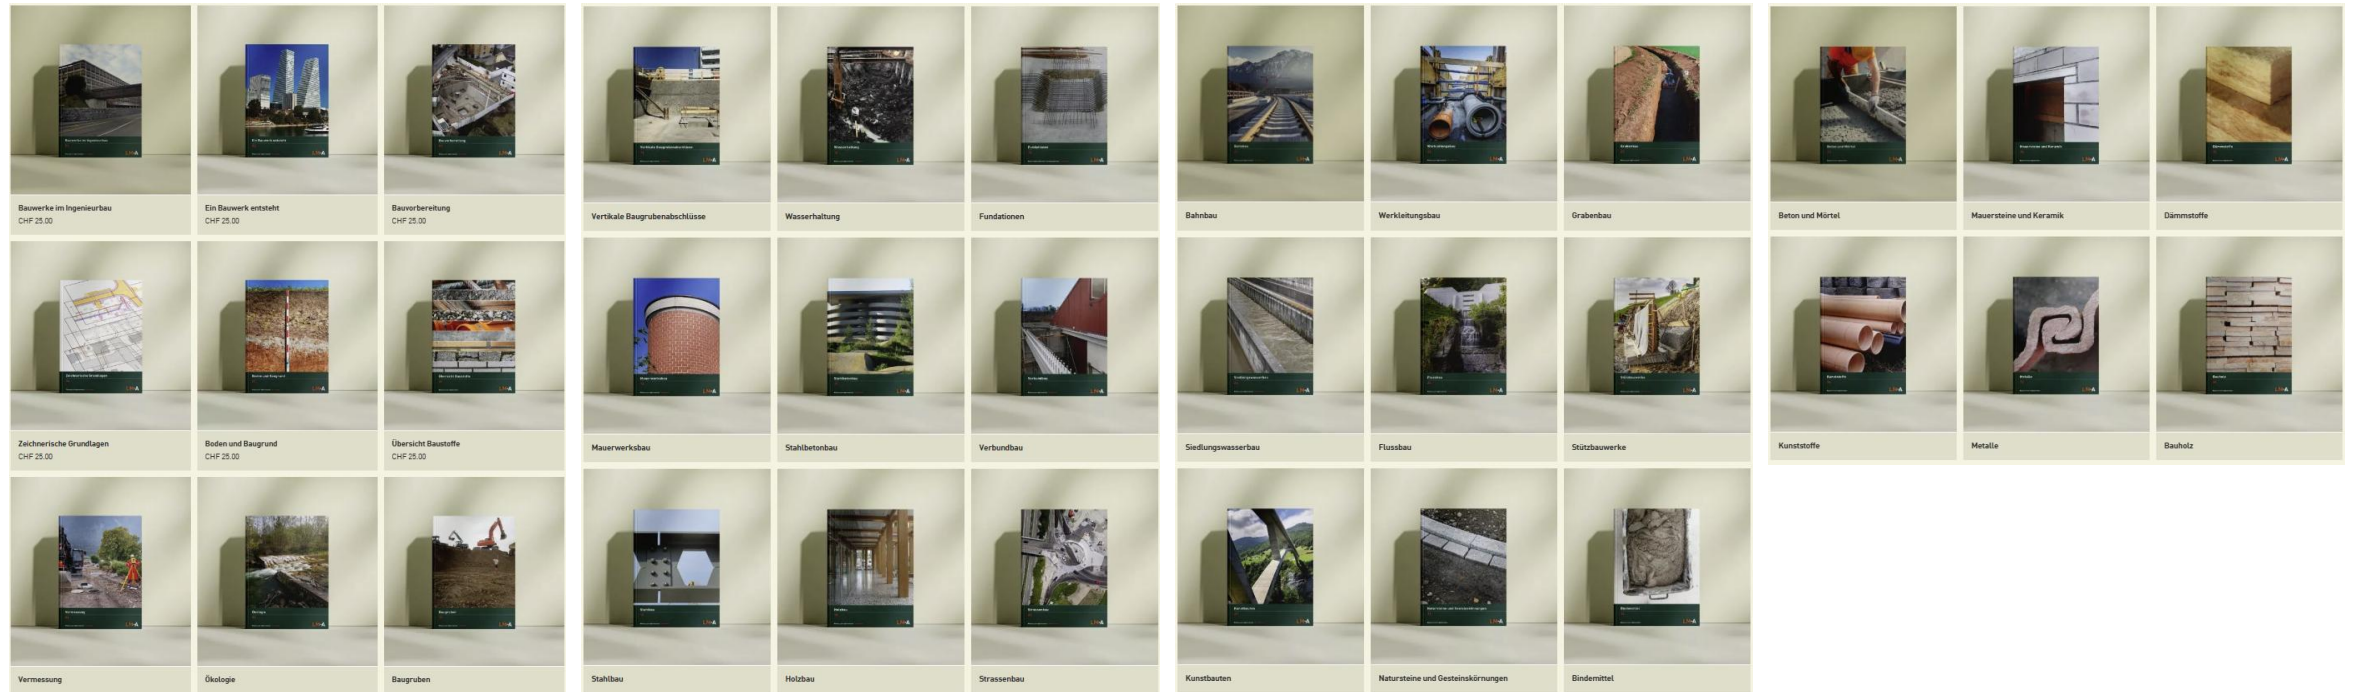 Bauwerke im Ingenieurbau
CHF 25.00
Ein Bauwerk entsteht
CHF 25.00
Bauvorbereitung
CHF 25.00
Zeichnerische Grundlagen
CHF 25.00
Boden und Baugrund
CHF 25.00
Übersicht Baustoffe
CHF 25.00
Vermessung
Ökologie
Baugruben
Vertikale Baugrubenabschlüsse
Wasserhaltung
Fundationen
Mauerwerksbau
Stahlbetonbau
Verbundbau
Stahlbau
Holzbau
Strassenbau
Bahnbau
Werkleitungsbau
Grabenbau
Siedlungswasserbau
Flussbau
Stützbauwerke
Kunstbauten
Natursteine und Gesteinskörnungen
Bindemittel
Beton und Mörtel
Mauersteine und Keramik
Dämmstoffe
Kunststoffe
Metalle
Bauholz